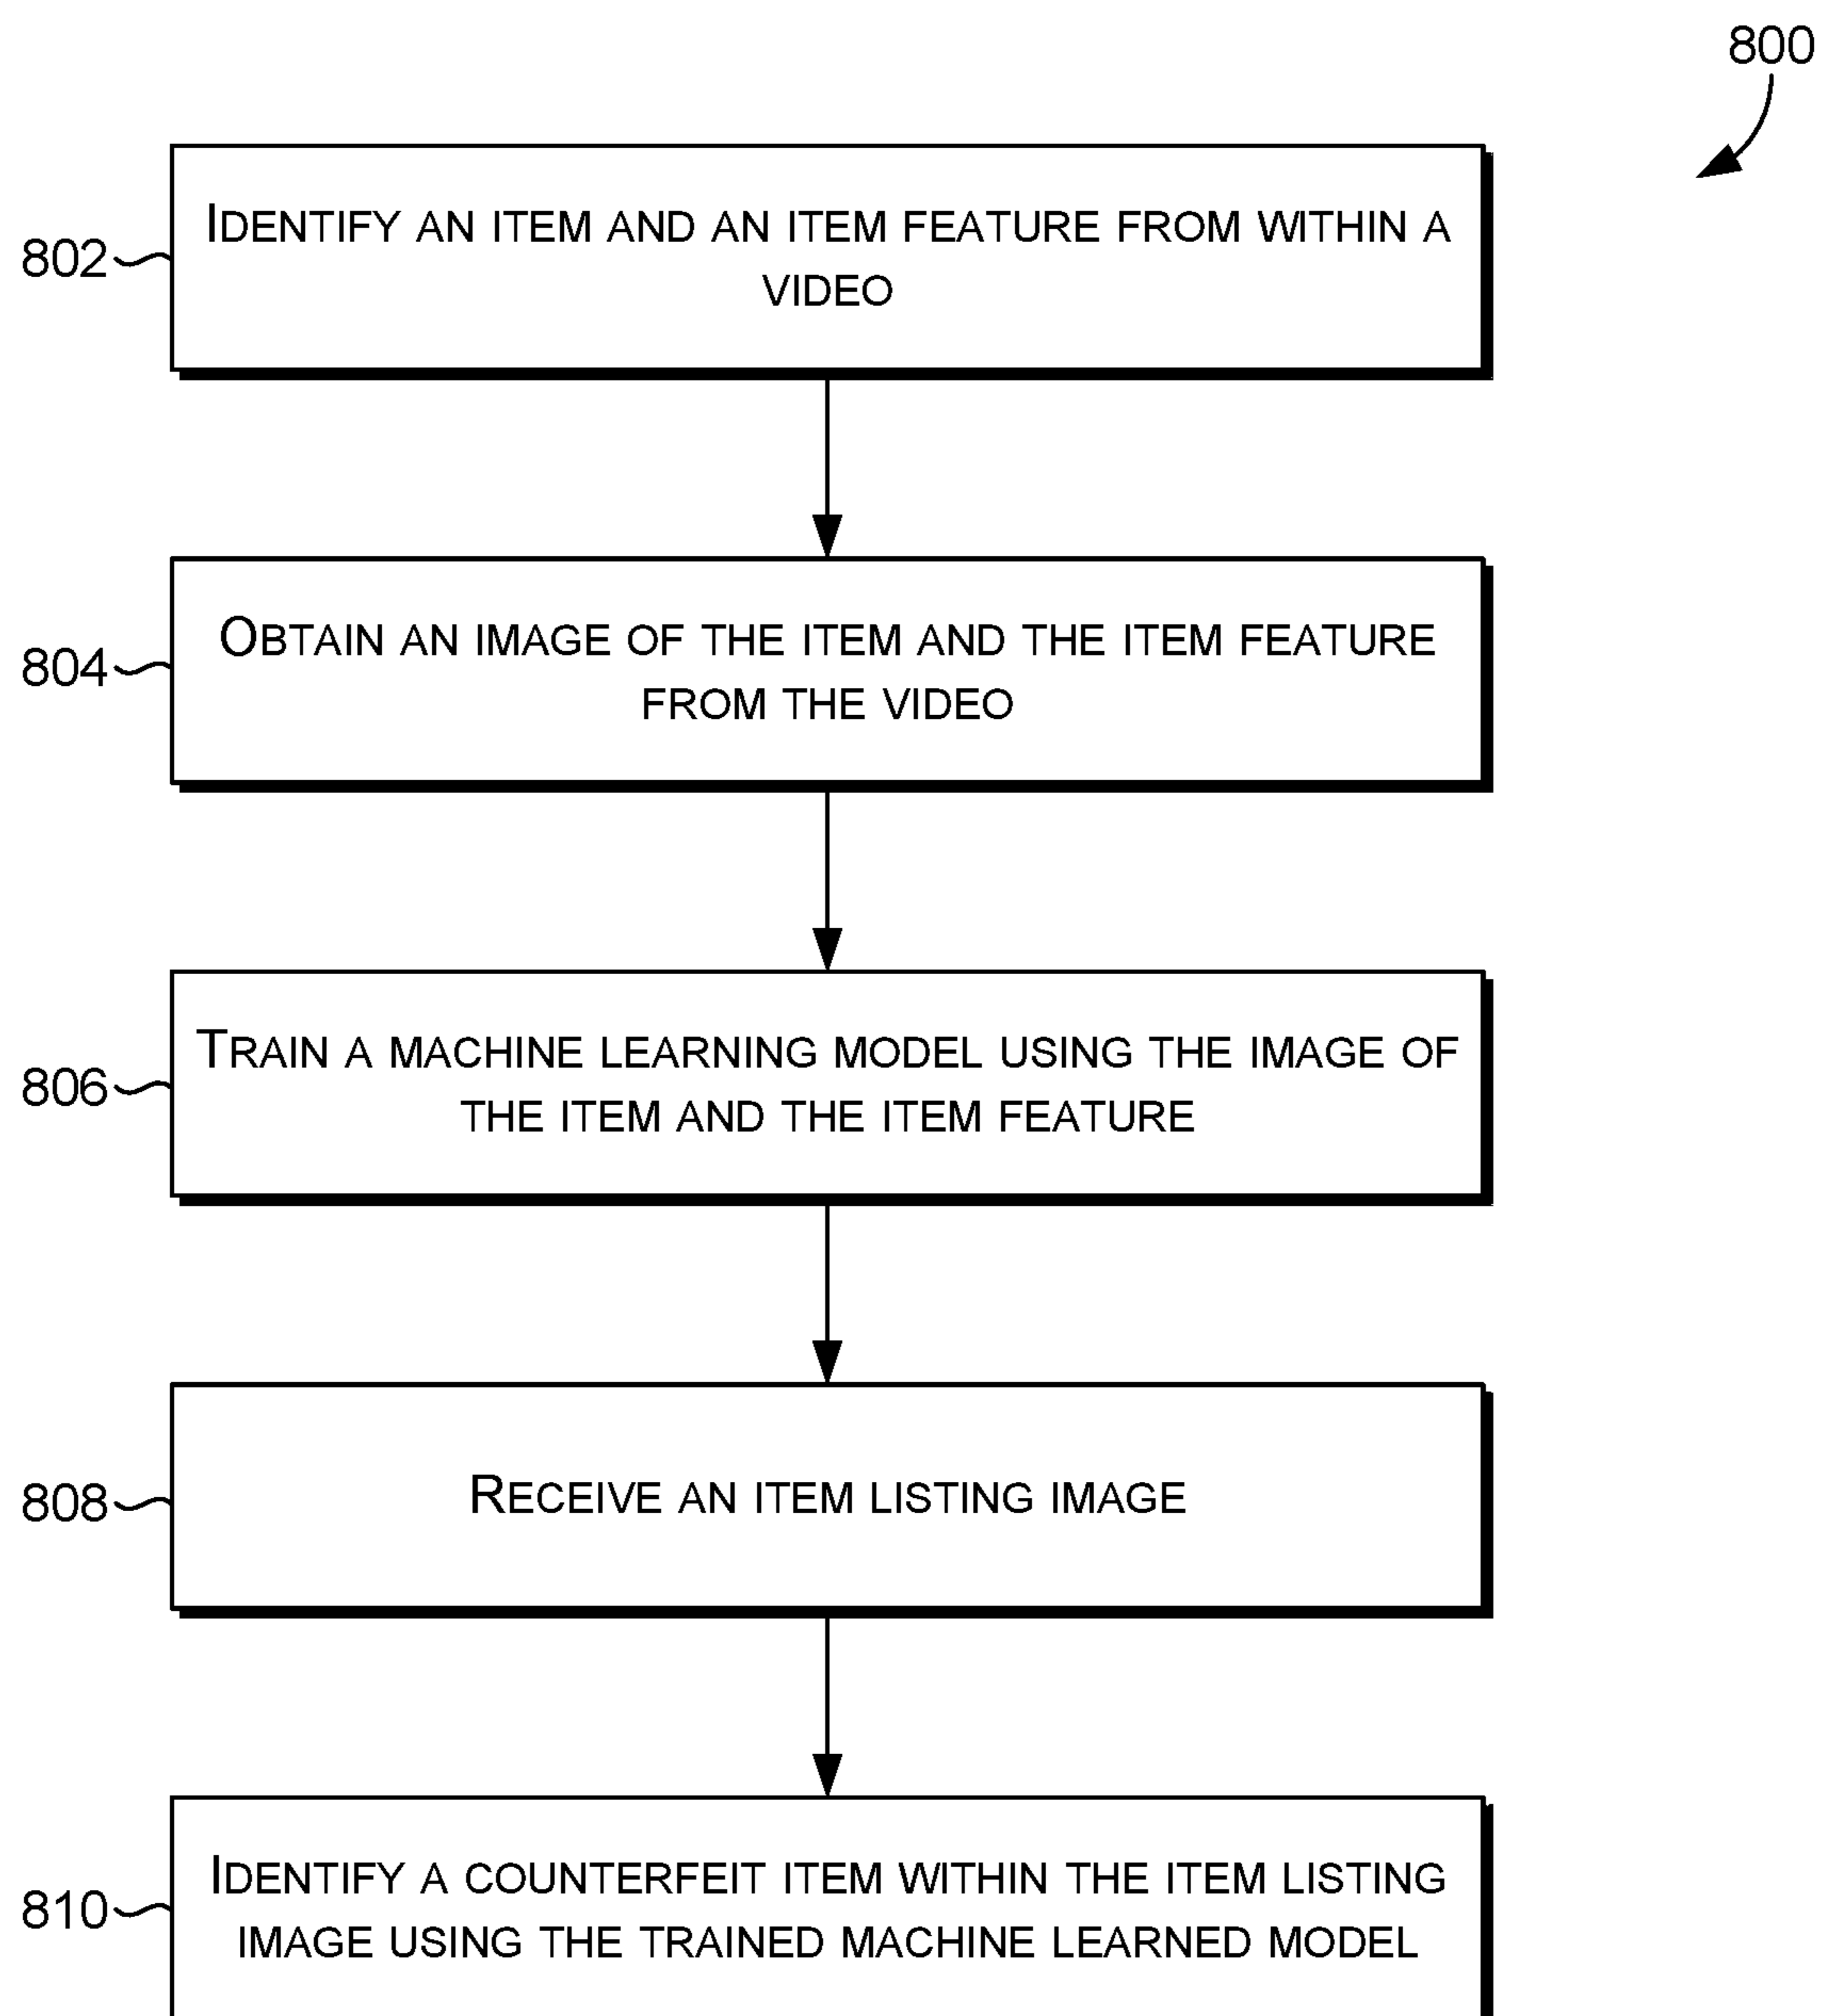 800
802
IDENTIFY AN ITEM AND AN ITEM FEATURE FROM WITHIN A
VIDEO
804
OBTAIN AN IMAGE OF THE ITEM AND THE ITEM FEATURE
FROM THE VIDEO
806
TRAIN A MACHINE LEARNING MODEL USING THE IMAGE OF
THE ITEM AND THE ITEM FEATURE
808
RECEIVE AN ITEM LISTING IMAGE
810
IDENTIFY A COUNTERFEIT ITEM WITHIN THE ITEM LISTING
IMAGE USING THE TRAINED MACHINE LEARNED MODEL